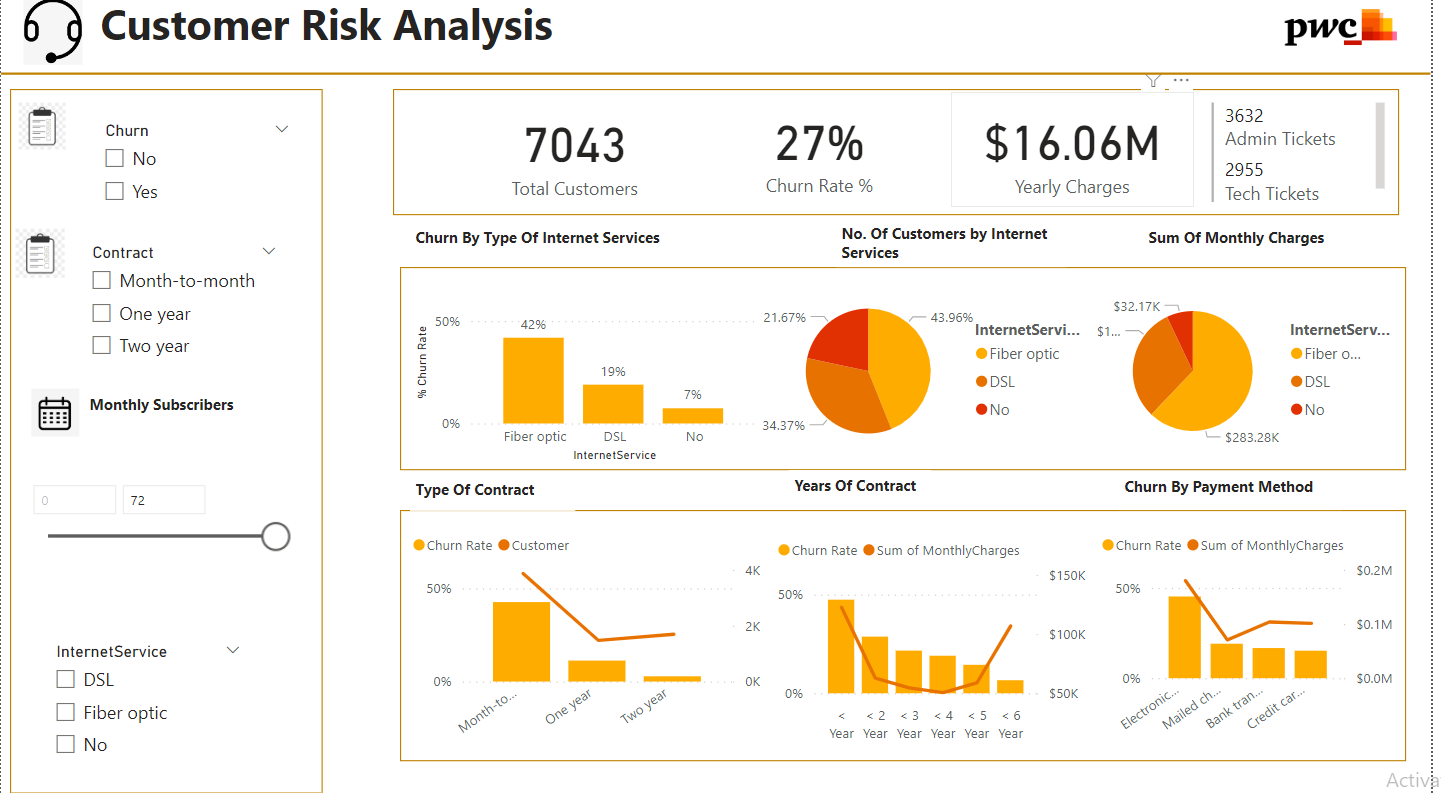 Customer Risk Analysis
pwc
Churn
No
Yes
Contract
Month-to-month
One year
Two year
Monthly Subscribers
0
72
InternetService
DSL
Fiber optic
No
7043
Total Customers
27%
Churn Rate %
$16.06M
Yearly Charges
3632
Admin Tickets
2955
Tech Tickets
Churn By Type Of Internet Services
% Churn Rate
50%
0%
42%
19%
7%
Fiber optic
DSL
No
InternetService
No. Of Customers by Internet
Services
21.67%
43.96%
34.37%
InternetServi...
Fiber optic
DSL
No
Sum Of Monthly Charges
$32.17K
$1...
$283.28K
InternetServ...
Fiber o...
DSL
No
Type Of Contract
Churn Rate
Customer
50%
0%
4K
2K
0K
Month-to...
One year
Two year
Years Of Contract
Churn Rate
Sum of MonthlyCharges
50%
0%
$150K
$100K
$50K
<
Year
< 2
Year
< 3
Year
< 4
Year
< 5
Year
< 6
Year
Churn By Payment Method
Churn Rate
Sum of MonthlyCharges
50%
0%
$0.2M
$0.1M
$0.0M
Electronic...
Mailed ch...
Bank tran...
Credit car...
Activa